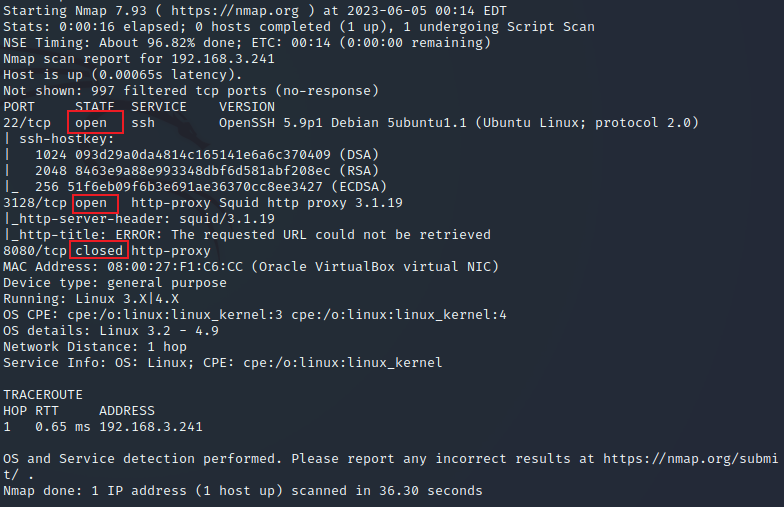 Starting Nmap 7.93 ( https://nmap.org ) at 2023-06-05 00:14 EDT
Stats: 0:00:16 elapsed; 0 hosts completed (1 up), 1 undergoing Script Scan
NSE Timing: About 96.82% done; ETC: 00:14 (0:00:00 remaining)
Nmap scan report for 192.168.3.241
Host is up (0.00065s latency).
Not shown: 997 filtered tcp ports (no-response)
PORT     STATE  SERVICE    VERSION
22/tcp   open   ssh        OpenSSH 5.9p1 Debian 5ubuntu1.1 (Ubuntu Linux; protocol 2.0)
| ssh-hostkey:
|   1024 093d29a0da4814c165141e6a6c370409 (DSA)
|   2048 8463e9a88e993348dbf6d581abf208ec (RSA)
|_  256 51f6eb09f6b3e691ae36370cc8ee3427 (ECDSA)
3128/tcp open   http-proxy Squid http proxy 3.1.19
|_http-server-header: squid/3.1.19
|_http-title: ERROR: The requested URL could not be retrieved
8080/tcp closed http-proxy
MAC Address: 08:00:27:F1:C6:CC (Oracle VirtualBox virtual NIC)
Device type: general purpose
Running: Linux 3.X|4.X
OS CPE: cpe:/o:linux:linux_kernel:3 cpe:/o:linux:linux_kernel:4
OS details: Linux 3.2 - 4.9
Network Distance: 1 hop
Service Info: OS: Linux; CPE: cpe:/o:linux:linux_kernel
TRACEROUTE
HOP RTT     ADDRESS
1   0.65 ms 192.168.3.241
OS and Service detection performed. Please report any incorrect results at https://nmap.org/submi
t/ .
Nmap done: 1 IP address (1 host up) scanned in 36.30 seconds